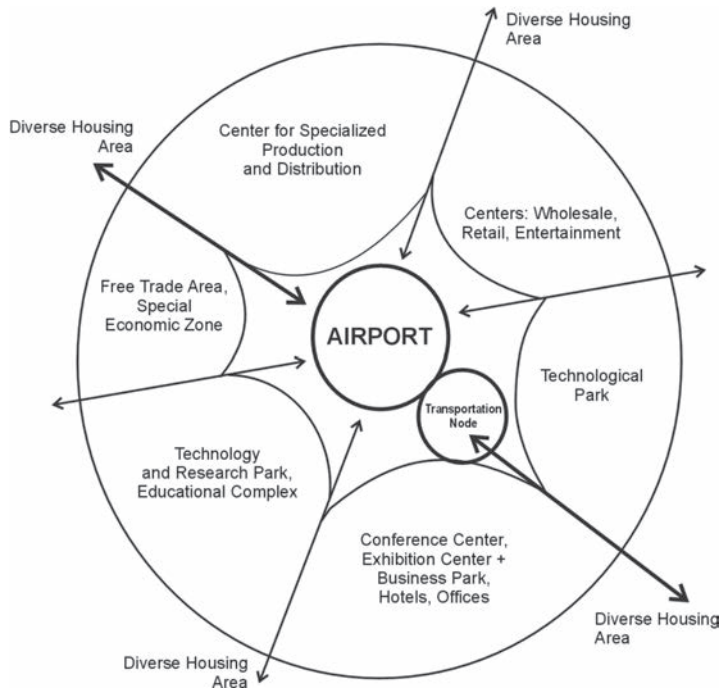 Diverse Housing
Area
Diverse Housing
Area
Center for Specialized
Production
and Distribution
Centers: Wholesale,
Retail, Entertainment
Free Trade Area,
Special
Economic Zone
AIRPORT
Technological
Park
Transportation
Node
Technology
and Research Park,
Educational Complex
Conference Center,
Exhibition Center +
Business Park,
Hotels, Offices
Diverse Housing
Area
Diverse Housing
Area